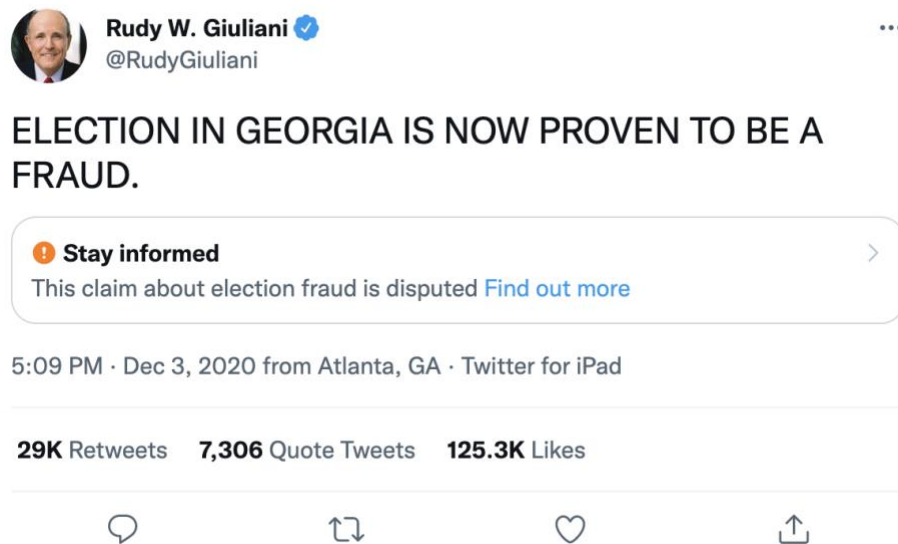 Rudy W. Giuliani
@RudyGiuliani
ELECTION IN GEORGIA IS NOW PROVEN TO BE A
FRAUD.
Stay informed
This claim about election fraud is disputed Find out more
5:09 PM · Dec 3, 2020 from Atlanta, GA · Twitter for iPad
29K Retweets 7,306 Quote Tweets 125.3K Likes